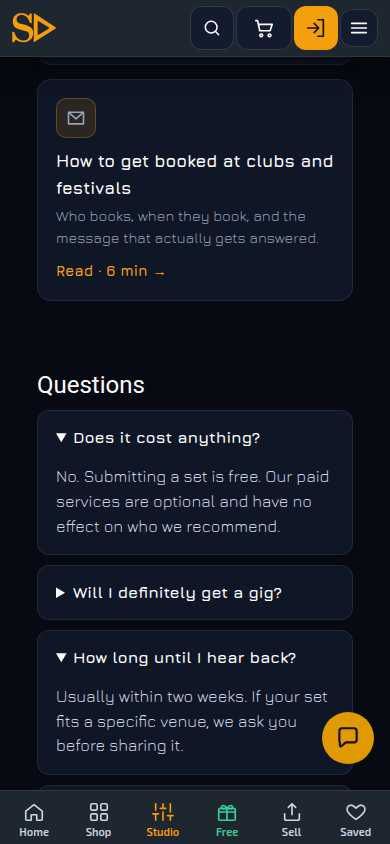 S
How to get booked at clubs and
festivals
Who books, when they book, and the
message that actually gets answered.
Read · 6 min →
Questions
▼ Does it cost anything?
No. Submitting a set is free. Our paid
services are optional and have no
effect on who we recommend.
▶ Will I definitely get a gig?
▼ How long until I hear back?
Usually within two weeks. If your set
fits a specific venue, we ask you
before sharing it.
Home Shop Studio Free Sell Saved